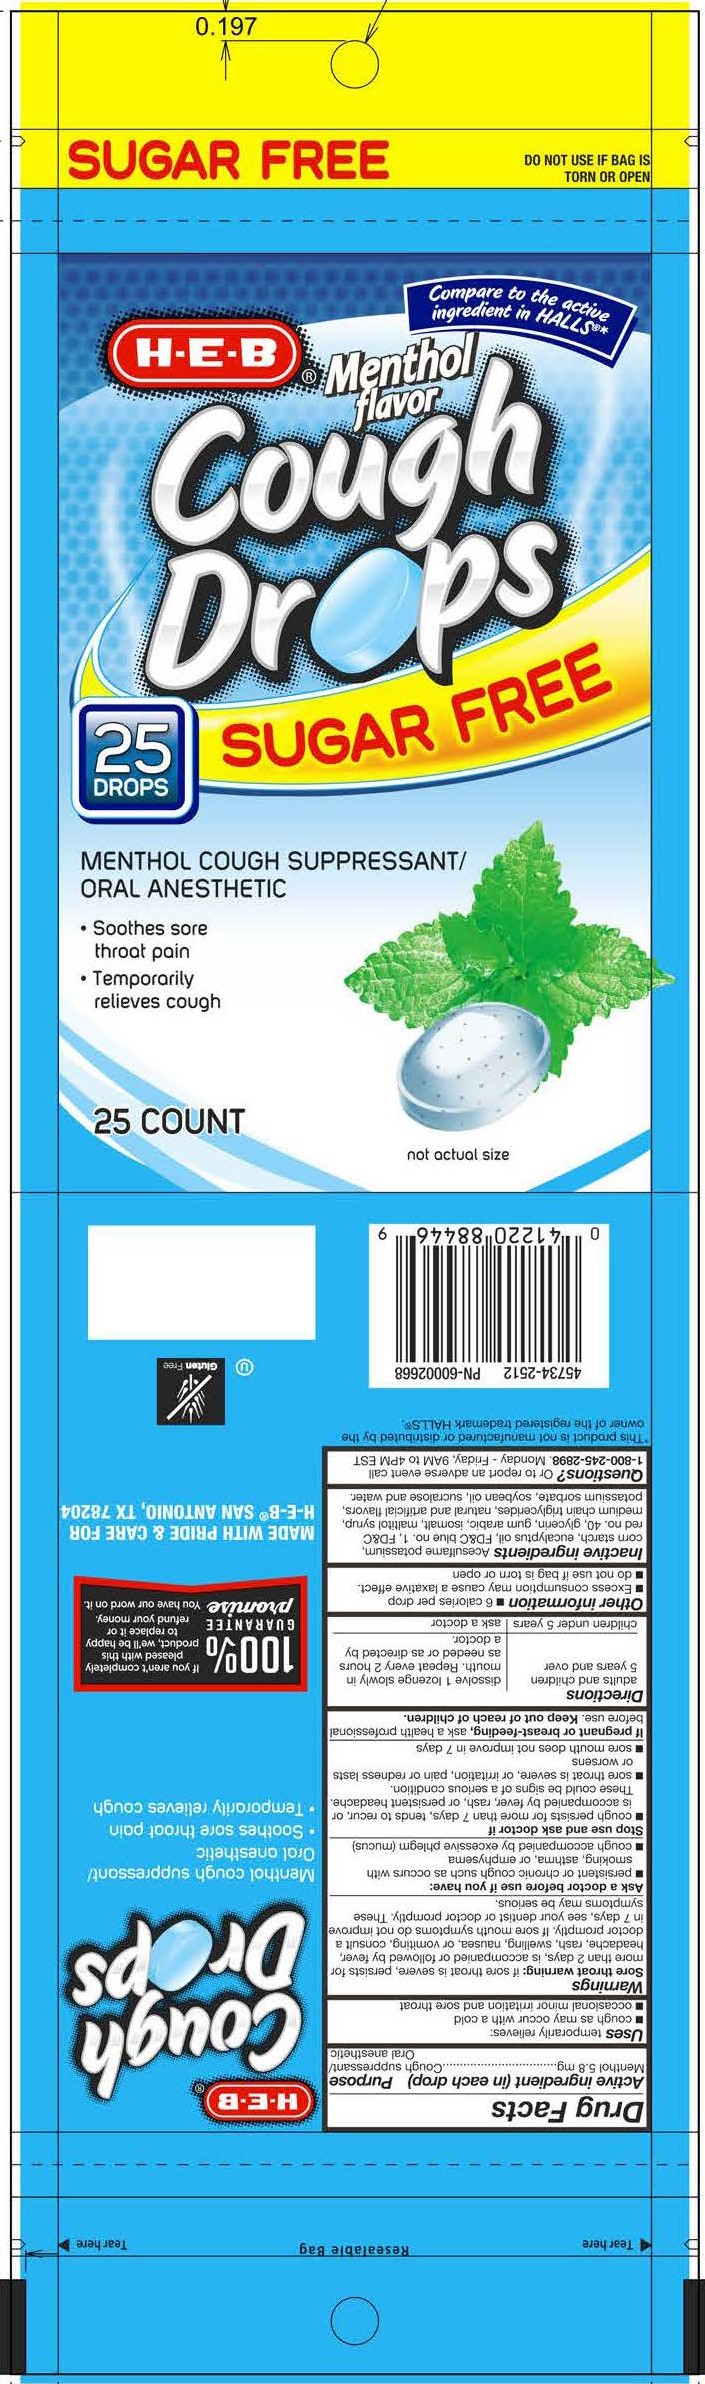 0.197
SUGAR FREE
DO NOT USE IF BAG IS
TORN OR OPEN
Compare to the active
ingredient in HALLS®*
H-E-B®
Menthol
flavor
Cough
Drops
SUGAR FREE
25
DROPS
MENTHOL COUGH SUPPRESSANT/
ORAL ANESTHETIC
• Soothes sore
throat pain
• Temporarily
relieves cough
25 COUNT
not actual size
Tear here
Resealable Bag
Tear here
Drug Facts
Active ingredient (in each drop) Purpose
Menthol 5.8 mg..............................Cough suppressant/
Oral anesthetic
Uses temporarily relieves:
■ cough as may occur with a cold
■ occasional minor irritation and sore throat
Warnings
Sore throat warning: if sore throat is severe, persists for
more than 2 days, is accompanied or followed by fever,
headache, rash, swelling, nausea, or vomiting, consult a
doctor promptly. If sore mouth symptoms do not improve
in 7 days, see your dentist or doctor promptly. These
symptoms may be serious.
Ask a doctor before use if you have:
■ persistent or chronic cough such as occurs with
smoking, asthma, or emphysema
■ cough accompanied by excessive phlegm (mucus)
Stop use and ask doctor if
■ cough persists for more than 7 days, tends to recur, or
is accompanied by fever, rash, or persistent headache.
These could be signs of a serious condition.
■ sore throat is severe, or irritation, pain or redness lasts
or worsens
■ sore mouth does not improve in 7 days
If pregnant or breast-feeding, ask a health professional
before use. Keep out of reach of children.
Directions
adults and children
5 years and over
dissolve 1 lozenge slowly in
mouth. Repeat every 2 hours
as needed or as directed by
a doctor.
children under 5 years
ask a doctor
Other information ■ 6 calories per drop
■ Excess consumption may cause a laxative effect.
■ do not use if bag is torn or open
Inactive ingredients Acesulfame potassium,
corn starch, eucalyptus oil, FD&C blue no. 1, FD&C
red no. 40, glycerin, gum arabic, isomalt, maltitol syrup,
medium chain triglycerides, natural and artificial flavors,
potassium sorbate, soybean oil, sucralose and water.
Questions? Or to report an adverse event call
1-800-245-2898. Monday - Friday, 9AM to 4PM EST
*This product is not manufactured or distributed by the
owner of the registered trademark HALLS®.
45734-2512 PN-60002668
0 41220 88446 9
H-E-B®
Cough
Drops
Menthol cough suppressant/
Oral anesthetic
• Soothes sore throat pain
• Temporarily relieves cough
100%
GUARANTEE
promise
If you aren't completely
pleased with this
product, we'll be happy
to replace it or
refund your money.
You have our word on it.
MADE WITH PRIDE & CARE FOR
H-E-B® SAN ANTONIO, TX 78204
U
Gluten Free